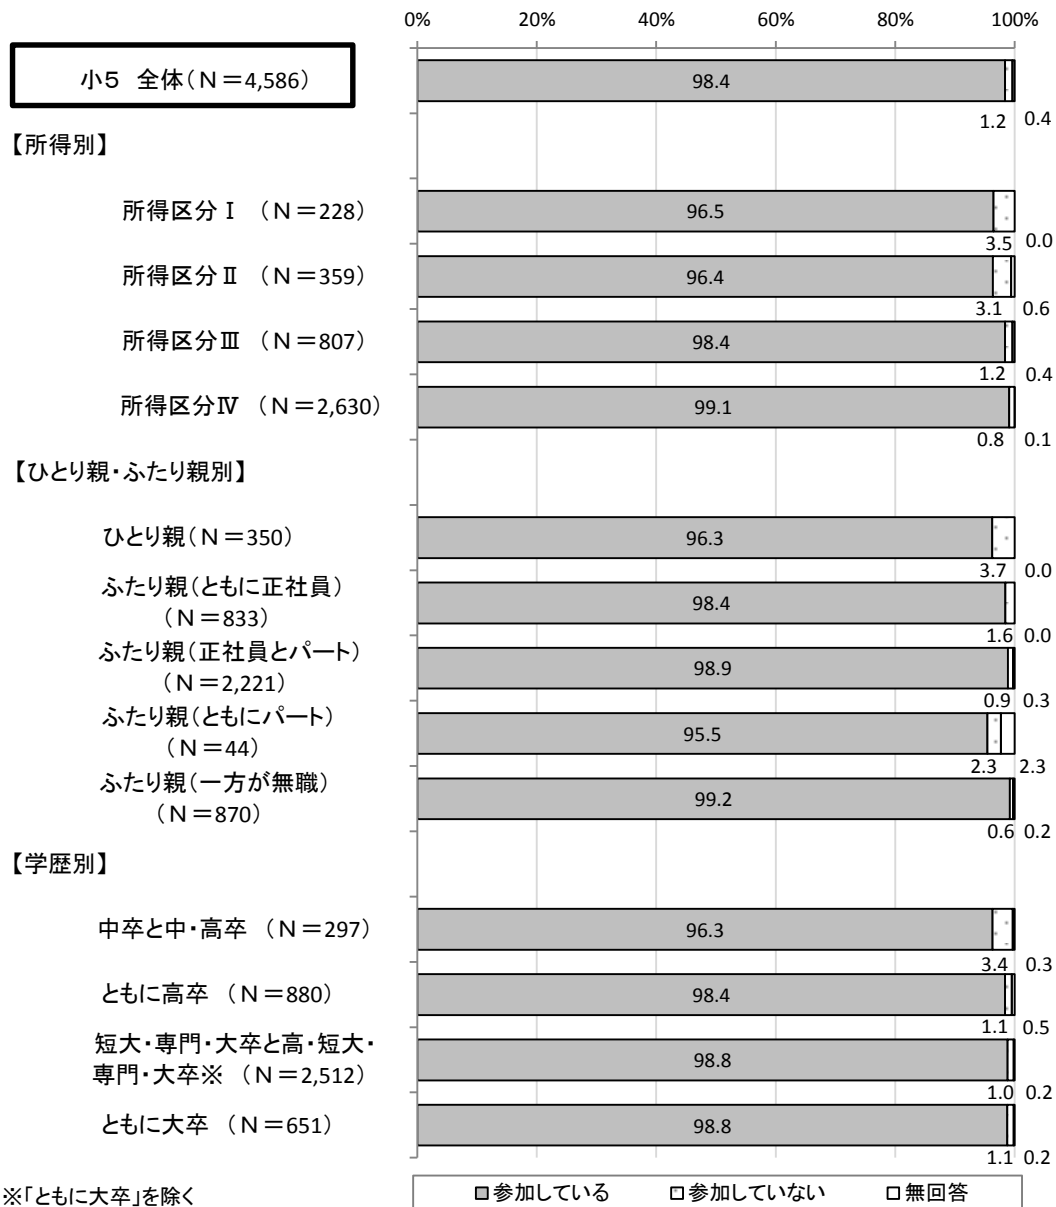 0% 20% 40% 60% 80% 100%
小5 全体(N=4,586)
98.4
1.2 0.4
【所得別】
所得区分Ⅰ (N=228)
96.5
3.5 0.0
所得区分Ⅱ (N=359)
96.4
3.1 0.6
所得区分Ⅲ (N=807)
98.4
1.2 0.4
所得区分Ⅳ (N=2,630)
99.1
0.8 0.1
【ひとり親・ふたり親別】
ひとり親(N=350)
96.3
3.7 0.0
ふたり親(ともに正社員)
(N=833)
98.4
1.6 0.0
ふたり親(正社員とパート)
(N=2,221)
98.9
0.9 0.3
ふたり親(ともにパート)
(N=44)
95.5
2.3 2.3
ふたり親(一方が無職)
(N=870)
99.2
0.6 0.2
【学歴別】
中卒と中・高卒 (N=297)
96.3
3.4 0.3
ともに高卒 (N=880)
98.4
1.1 0.5
短大・専門・大卒と高・短大・
専門・大卒※ (N=2,512)
98.8
1.0 0.2
ともに大卒 (N=651)
98.8
1.1 0.2
※「ともに大卒」を除く
参加している 参加していない 無回答